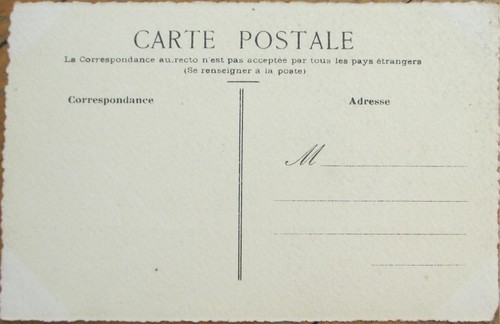 CARTE POSTALE
La Correspondance au recto n'est pas acceptée par tous les pays étrangers
(Se renseigner à la poste)
Correspondance
Adresse
M